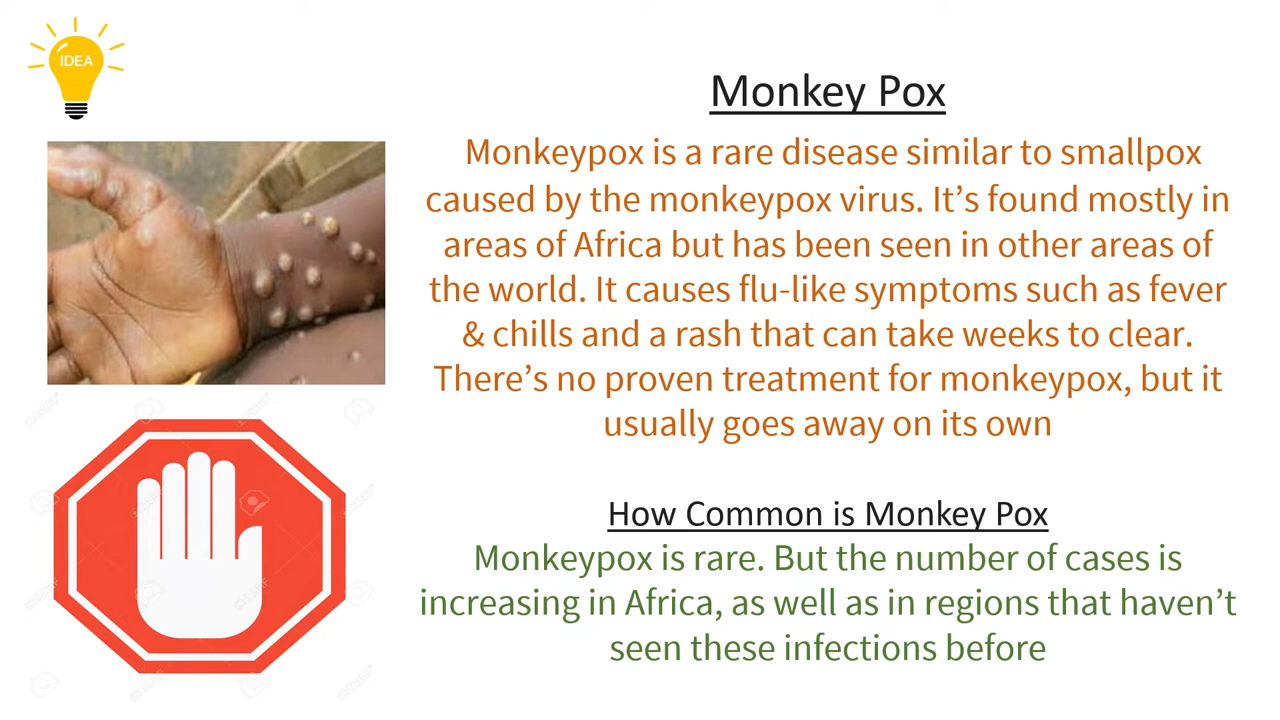 IDEA
Monkey Pox
Monkeypox is a rare disease similar to smallpox
caused by the monkeypox virus. It’s found mostly in
areas of Africa but has been seen in other areas of
the world. It causes flu-like symptoms such as fever
& chills and a rash that can take weeks to clear.
There’s no proven treatment for monkeypox, but it
usually goes away on its own
How Common is Monkey Pox
Monkeypox is rare. But the number of cases is
increasing in Africa, as well as in regions that haven’t
seen these infections before